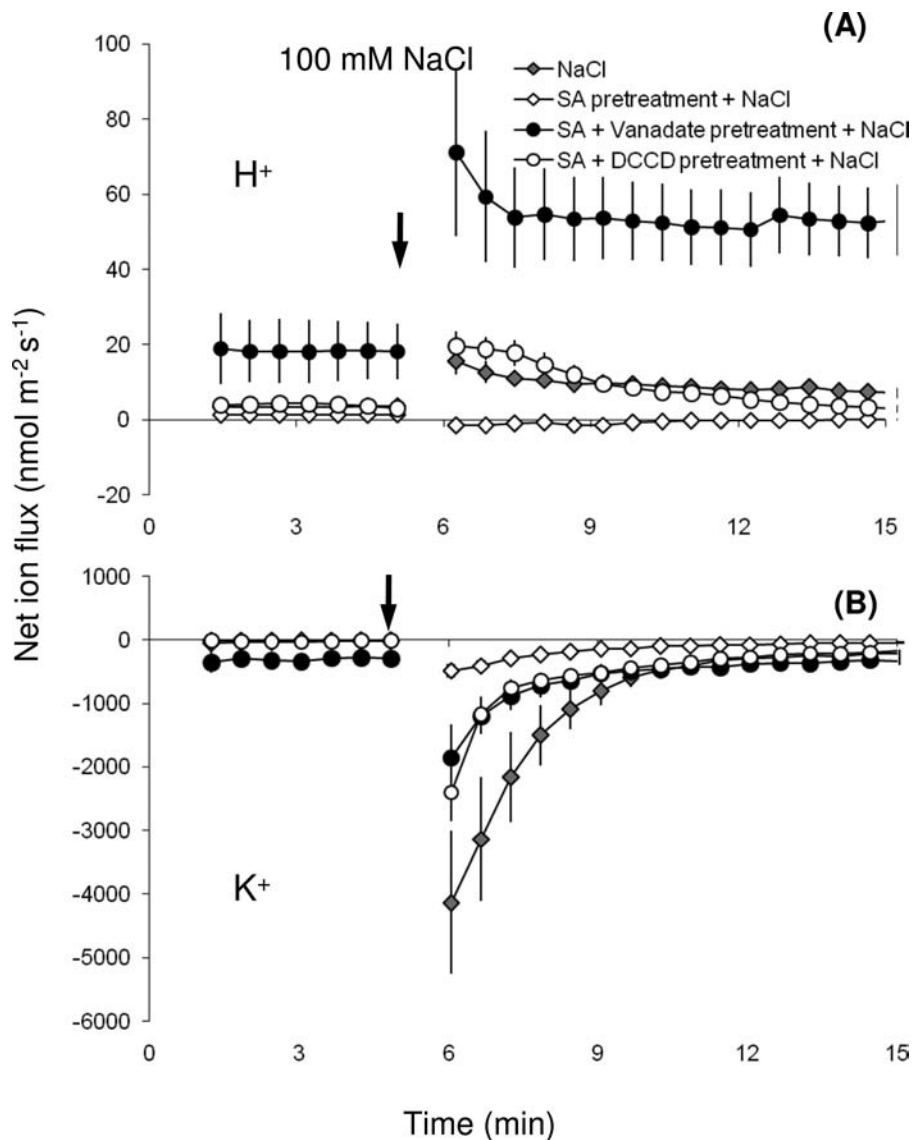 (A)
100 mM NaCl
NaCl
SA pretreatment + NaCl
SA + Vanadate pretreatment + NaCl
SA + DCCD pretreatment + NaCl
H⁺
100
80
60
40
20
0
-20
0
3
6
9
12
15
Net ion flux (nmol m⁻² s⁻¹)
(B)
K⁺
1000
0
-1000
-2000
-3000
-4000
-5000
-6000
0
3
6
9
12
15
Time (min)